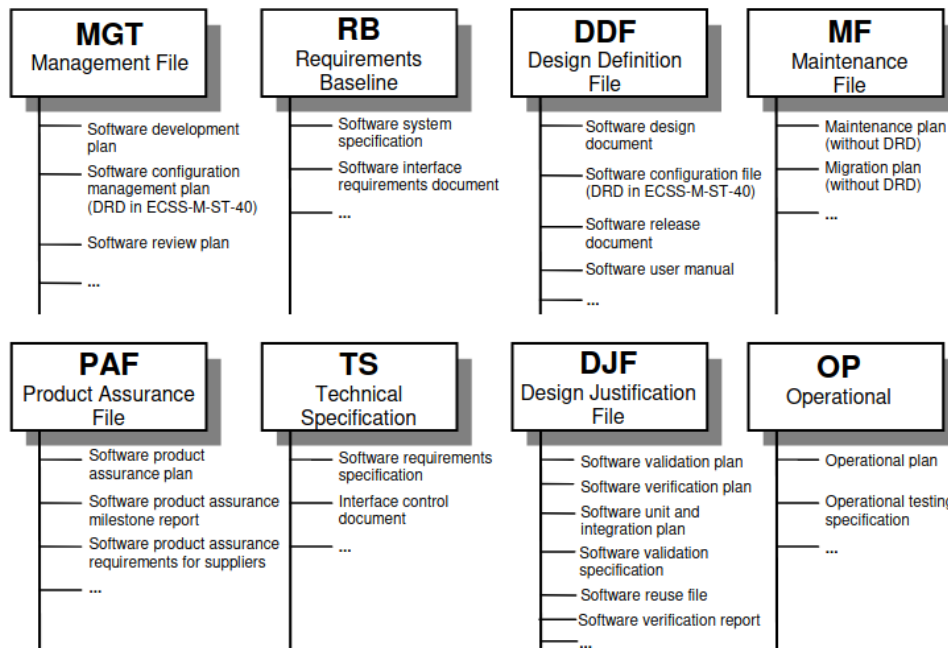 MGT
Management File
Software development
plan
Software configuration
management plan
(DRD in ECSS-M-ST-40)
Software review plan
...
RB
Requirements
Baseline
Software system
specification
Software interface
requirements document
...
DDF
Design Definition
File
Software design
document
Software configuration file
(DRD in ECSS-M-ST-40)
Software release
document
Software user manual
...
MF
Maintenance
File
Maintenance plan
(without DRD)
Migration plan
(without DRD)
...
PAF
Product Assurance
File
Software product
assurance plan
Software product assurance
milestone report
Software product assurance
requirements for suppliers
...
TS
Technical
Specification
Software requirements
specification
Interface control
document
...
DJF
Design Justification
File
Software validation plan
Software verification plan
Software unit and
integration plan
Software validation
specification
Software reuse file
Software verification report
...
OP
Operational
Operational plan
Operational testing
specification
...